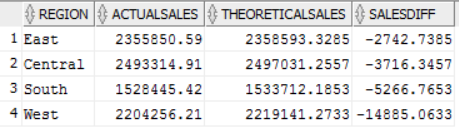 REGION ACTUALSALES THEORETICALSALES SALESDIFF
1 East 2355850.59 2358593.3285 -2742.7385
2 Central 2493314.91 2497031.2557 -3716.3457
3 South 1528445.42 1533712.1853 -5266.7653
4 West 2204256.21 2219141.2733 -14885.0633